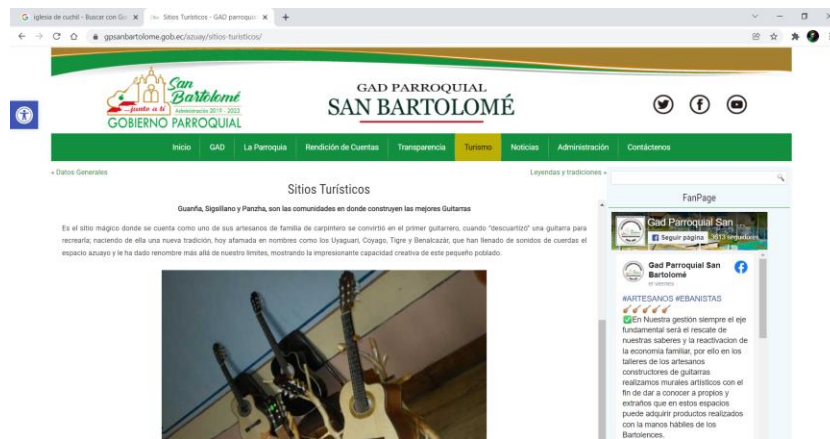 iglesia de cuchil - Buscar con Go
Sitios Turísticos - GAD parroqui
gpsanbartolome.gob.ec/azuay/sitios-turisticos/
San
Bartolomé
...junto a ti
Administración 2019 - 2023
GOBIERNO PARROQUIAL
GAD PARROQUIAL
SAN BARTOLOMÉ
Inicio GAD La Parroquia Rendición de Cuentas Transparencia Turismo Noticias Administración Contáctenos
« Datos Generales
Leyendas y tradiciones »
Sitios Turísticos
Guanña, Sigsillano y Panzha, son las comunidades en donde construyen las mejores Guitarras
Es el sitio mágico donde se cuenta como uno de sus artesanos de familia de carpintero se convirtió en el primer guitarrero, cuando "descuartizó" una guitarra para
recrearla; naciendo de ella una nueva tradición, hoy afamada en nombres como los Uyaguari, Coyago, Tigre y Benalcazár, que han llenado de sonidos de cuerdas el
espacio azuayo y le ha dado renombre más allá de nuestro limites, mostrando la impresionante capacidad creativa de este pequeño poblado.
FanPage
Gad Parroquial San
Seguir página
3613 seguidores
Gad Parroquial San
Bartolomé
el viernes
#ARTESANOS #EBANISTAS
En Nuestra gestión siempre el eje
fundamental será el rescate de
nuestras saberes y la reactivacion de
la economia familiar, por ello en los
talleres de los artesanos
constructores de guitarras
realizamos murales artísticos con el
fin de dar a conocer a propios y
extraños que en estos espacios
puede adquirir productos realizados
con la manos hábiles de los
Bartolences.